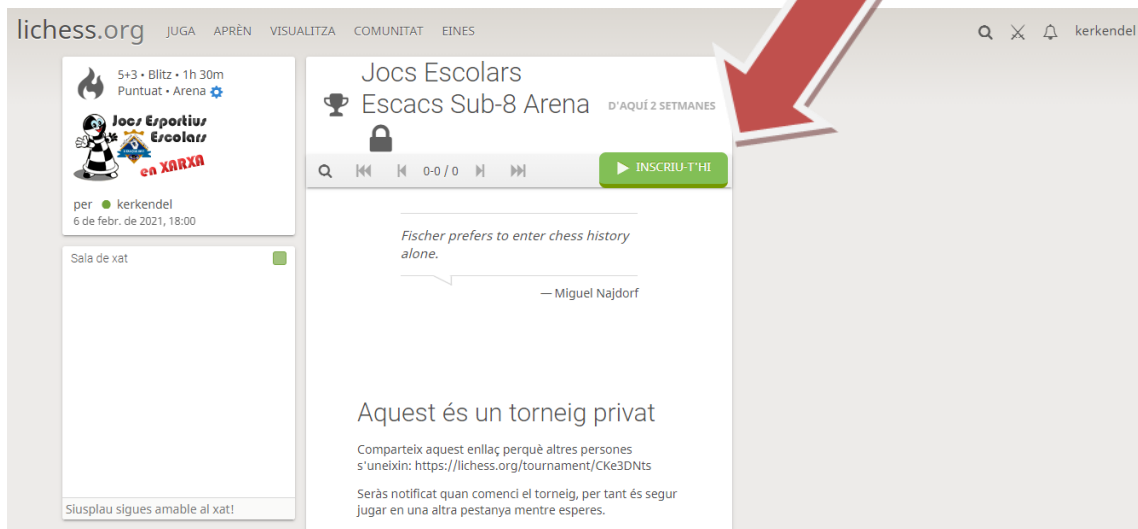 lichess.org JUGA APRÈN VISUALITZA COMUNITAT EINES kerkendel
5+3 • Blitz • 1h 30m
Puntuat • Arena
Jocs Esportius
Escolars
en XARXA
per kerkendel
6 de febr. de 2021, 18:00
Sala de xat
Siusplau sigues amable al xat!
Jocs Escolars
Escacs Sub-8 Arena D'AQUÍ 2 SETMANES
0-0 / 0 INSCRIU-T'HI
Fischer prefers to enter chess history
alone.
— Miguel Najdorf
Aquest és un torneig privat
Comparteix aquest enllaç perquè altres persones
s'uneixin: https://lichess.org/tournament/CKe3DNts
Seràs notificat quan comenci el torneig, per tant és segur
jugar en una altra pestanya mentre esperes.